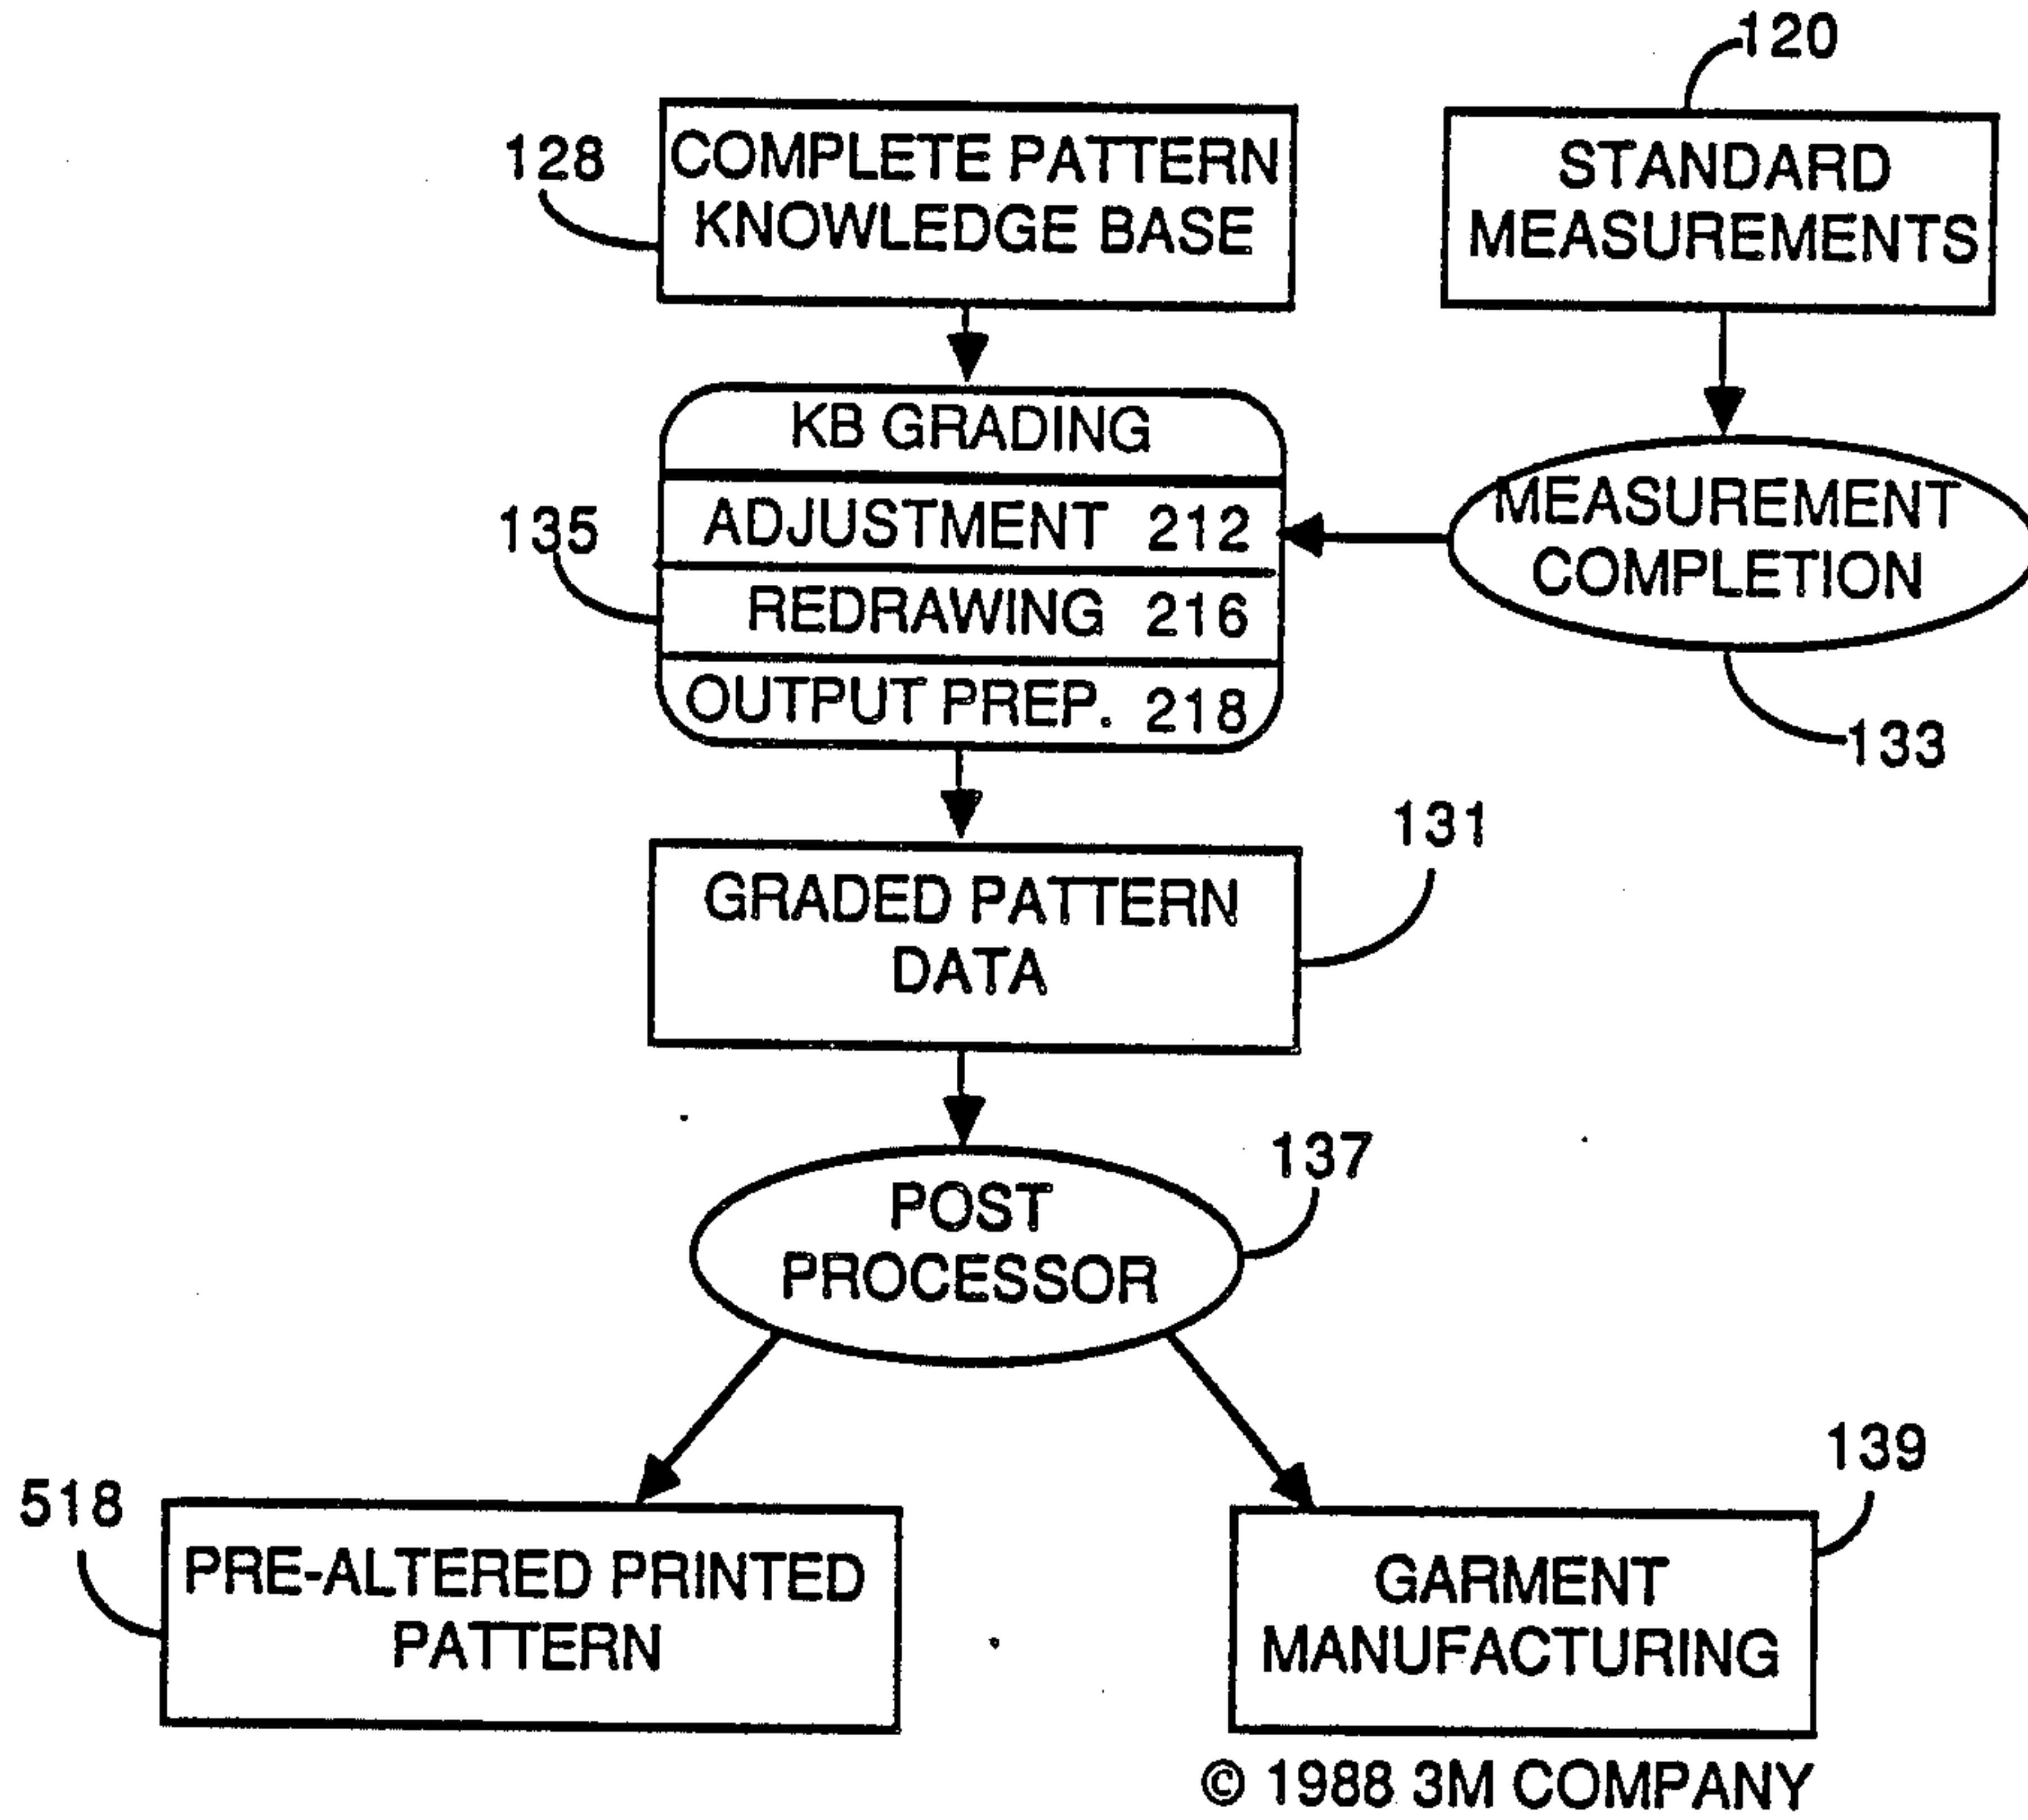 120
128
COMPLETE PATTERN
KNOWLEDGE BASE
STANDARD
MEASUREMENTS
KB GRADING
ADJUSTMENT 212
REDRAWING 216
OUTPUT PREP. 218
135
MEASUREMENT
COMPLETION
133
131
GRADED PATTERN
DATA
137
POST
PROCESSOR
518
PRE-ALTERED PRINTED
PATTERN
139
GARMENT
MANUFACTURING
© 1988 3M COMPANY